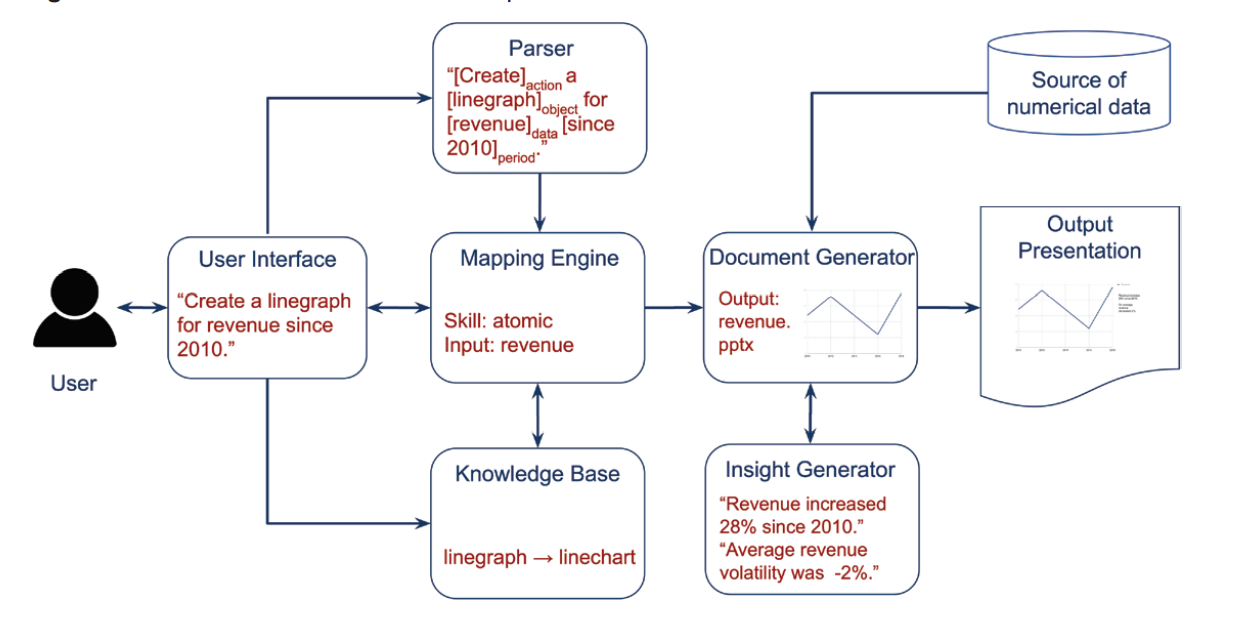 Parser
“[Create]action a
[linegraph]object for
[revenue]data [since
2010]period.”
Source of
numerical data
User Interface
“Create a linegraph
for revenue since
2010.”
User
Mapping Engine
Skill: atomic
Input: revenue
Document Generator
Output:
revenue.
pptx
Output
Presentation
Knowledge Base
linegraph → linechart
Insight Generator
“Revenue increased
28% since 2010.”
“Average revenue
volatility was -2%.”